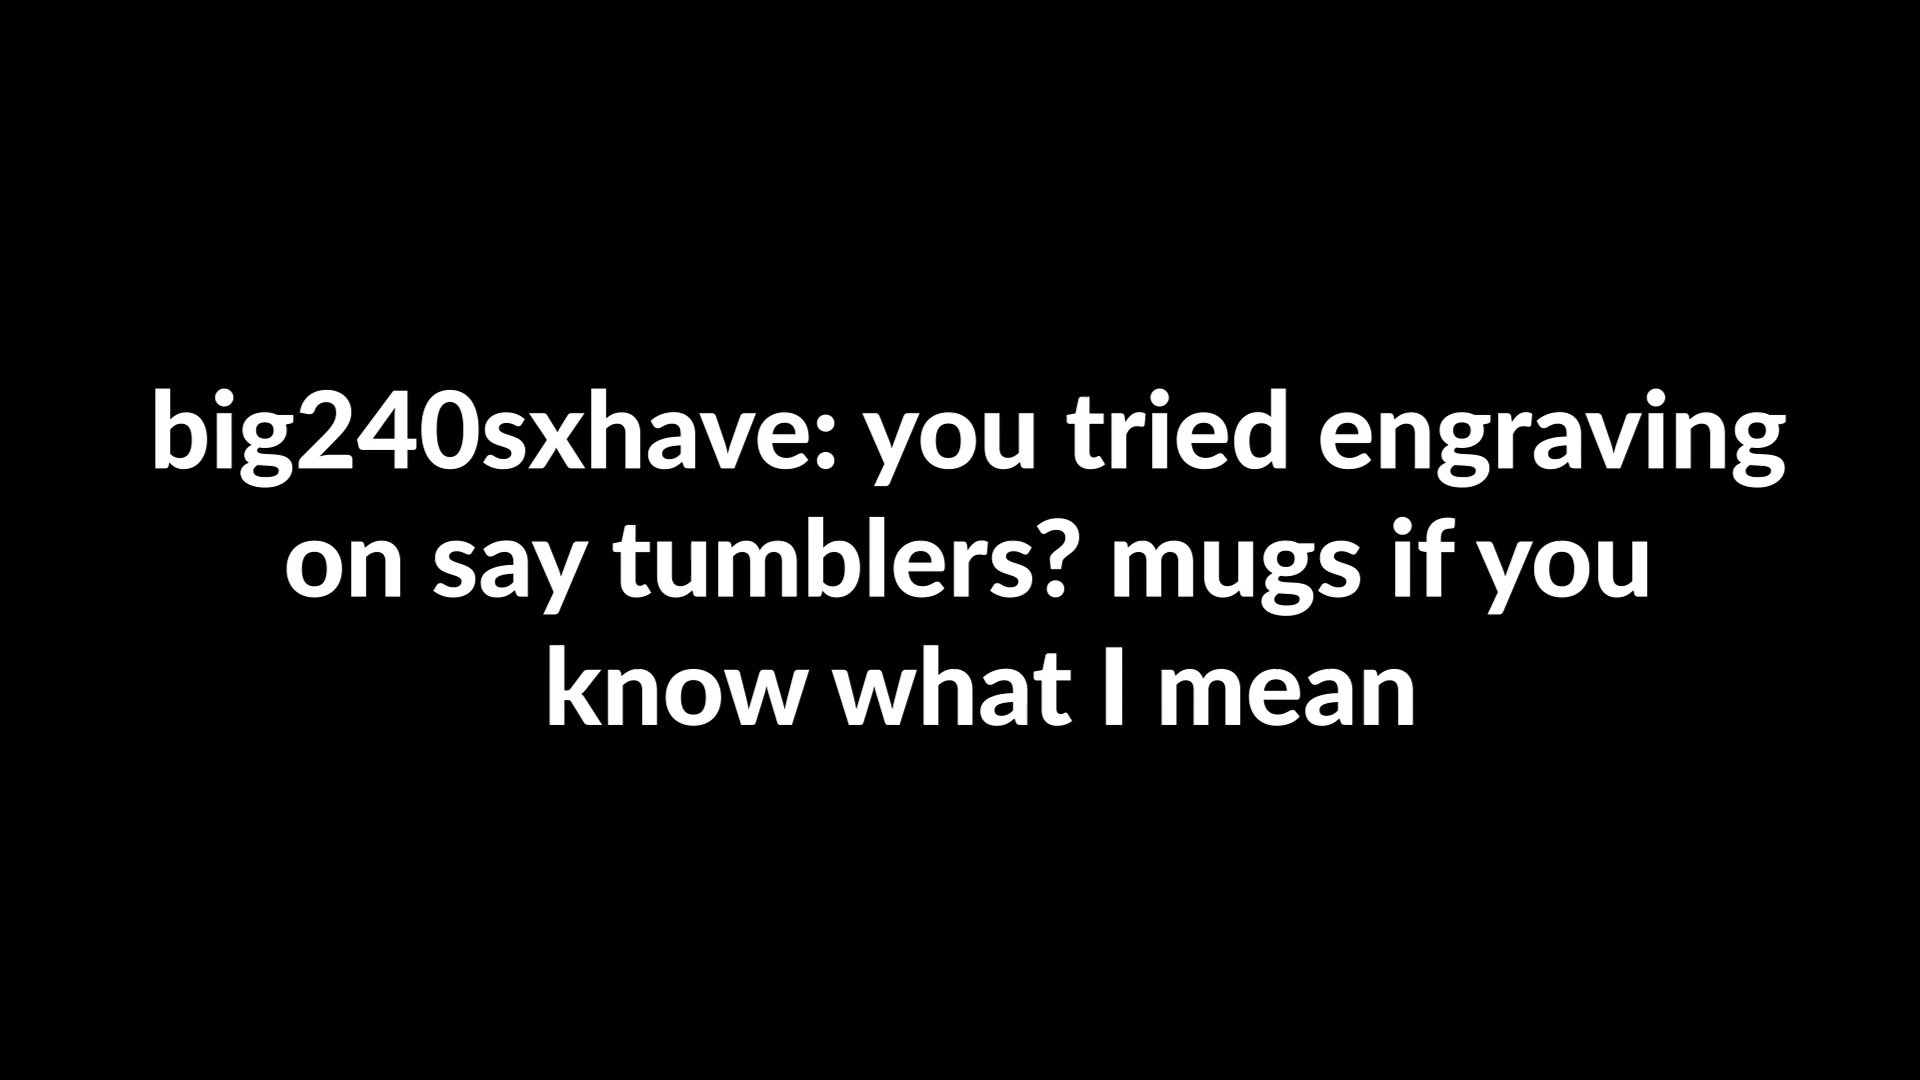 big240sxhave: you tried engraving
on say tumblers? mugs if you
know what I mean